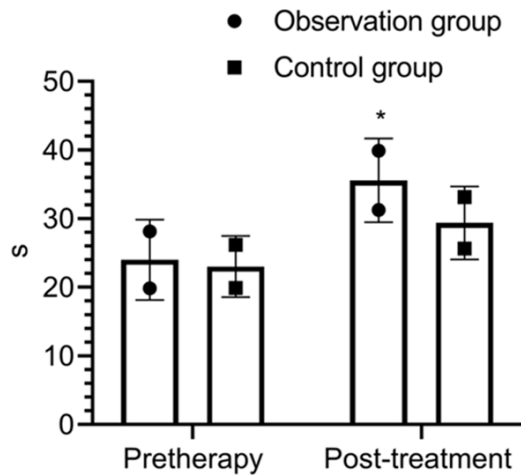 Observation group
Control group
50
*
40
30
s
20
10
0
Pretherapy Post-treatment